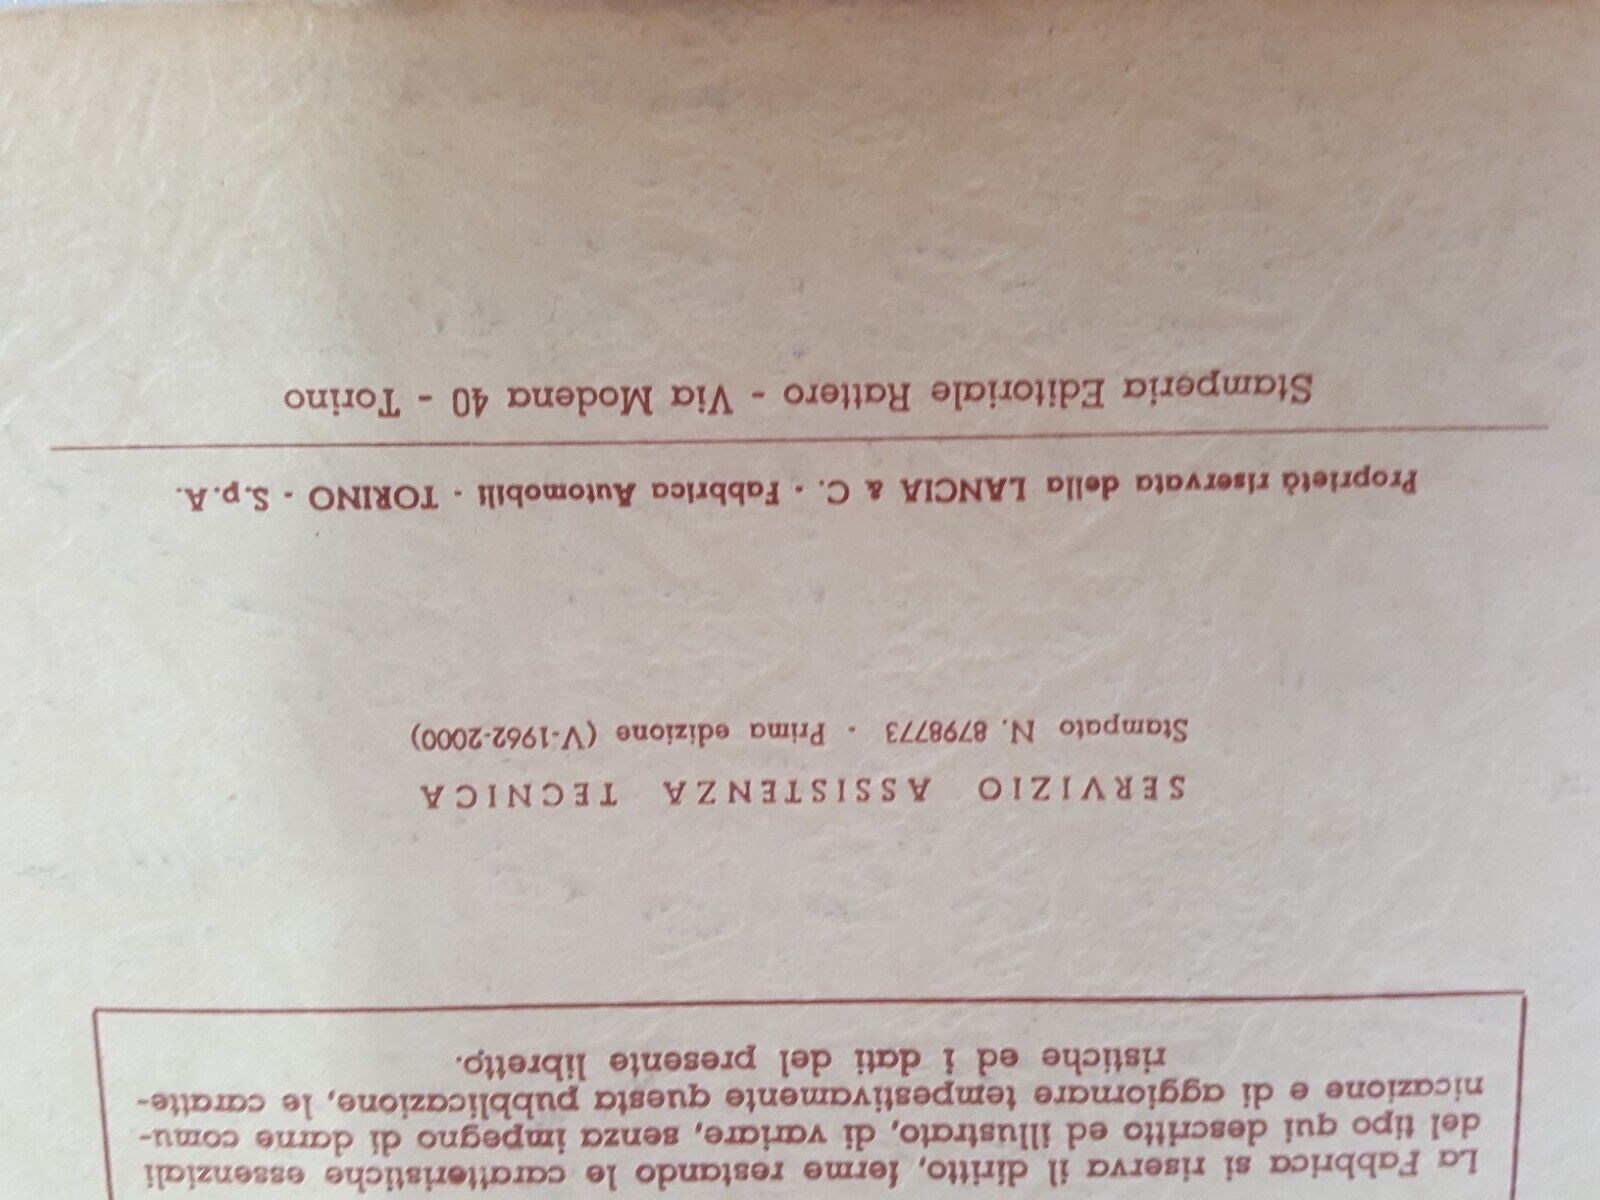 La Fabbrica si riserva il diritto, ferme restando le caratteristiche essenziali
del tipo qui descritto ed illustrato, di variare, senza impegno di darne comu-
nicazione e di aggiornare tempestivamente questa pubblicazione, le caratte-
ristiche ed i dati del presente libretto.
SERVIZIO ASSISTENZA TECNICA
Stampato N. 8798773 - Prima edizione (V-1962-2000)
Proprietà riservata della LANCIA & C. - Fabbrica Automobili - TORINO - S.p.A.
Stamperia Editoriale Rattero - Via Modena 40 - Torino